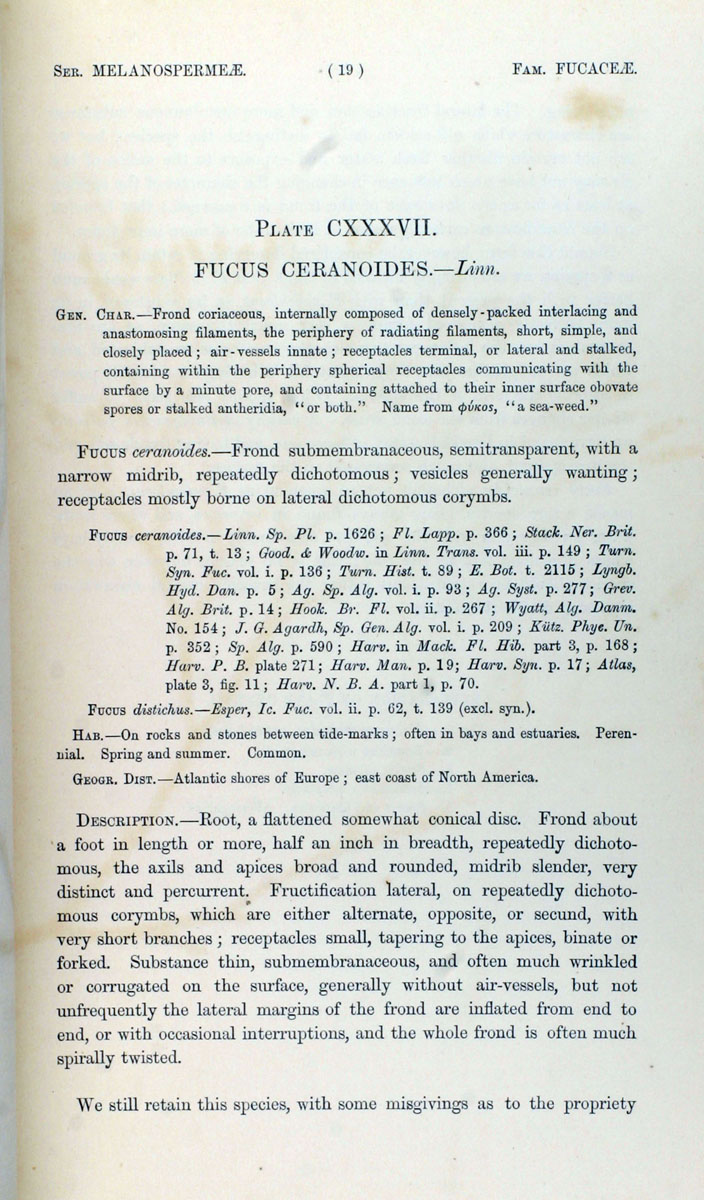 Ser. MELANOSPERMEÆ. ( 19 ) Fam. FUCACEÆ.
Plate CXXXVII.
FUCUS CERANOIDES.—Linn.
Gen. Char.—Frond coriaceous, internally composed of densely-packed interlacing and
anastomosing filaments, the periphery of radiating filaments, short, simple, and
closely placed ; air-vessels innate ; receptacles terminal, or lateral and stalked,
containing within the periphery spherical receptacles communicating with the
surface by a minute pore, and containing attached to their inner surface obovate
spores or stalked antheridia, “or both.” Name from φύκος, “a sea-weed.”
Fucus ceranoides.—Frond submembranaceous, semitransparent, with a
narrow midrib, repeatedly dichotomous ; vesicles generally wanting ;
receptacles mostly borne on lateral dichotomous corymbs.
Fucus ceranoides.—Linn. Sp. Pl. p. 1626 ; Fl. Lapp. p. 366 ; Stack. Ner. Brit.
p. 71, t. 13 ; Good. & Woodw. in Linn. Trans. vol. iii. p. 149 ; Turn.
Syn. Fuc. vol. i. p. 136 ; Turn. Hist. t. 89 ; E. Bot. t. 2115 ; Lyngb.
Hyd. Dan. p. 5 ; Ag. Sp. Alg. vol. i. p. 93 ; Ag. Syst. p. 277 ; Grev.
Alg. Brit. p. 14 ; Hook. Br. Fl. vol. ii. p. 267 ; Wyatt, Alg. Danm.
No. 154 ; J. G. Agardh, Sp. Gen. Alg. vol. i. p. 209 ; Kütz. Phyc. Un.
p. 352 ; Sp. Alg. p. 590 ; Harv. in Mack. Fl. Hib. part 3, p. 168 ;
Harv. P. B. plate 271 ; Harv. Man. p. 19; Harv. Syn. p. 17 ; Atlas,
plate 3, fig. 11 ; Harv. N. B. A. part 1, p. 70.
Fucus distichus.—Esper, Ic. Fuc. vol. ii. p. 62, t. 139 (excl. syn.).
Hab.—On rocks and stones between tide-marks ; often in bays and estuaries. Peren-
nial. Spring and summer. Common.
Geogr. Dist.—Atlantic shores of Europe ; east coast of North America.
Description.—Root, a flattened somewhat conical disc. Frond about
a foot in length or more, half an inch in breadth, repeatedly dichoto-
mous, the axils and apices broad and rounded, midrib slender, very
distinct and percurrent. Fructification lateral, on repeatedly dichoto-
mous corymbs, which are either alternate, opposite, or secund, with
very short branches ; receptacles small, tapering to the apices, binate or
forked. Substance thin, submembranaceous, and often much wrinkled
or corrugated on the surface, generally without air-vessels, but not
unfrequently the lateral margins of the frond are inflated from end to
end, or with occasional interruptions, and the whole frond is often much
spirally twisted.
We still retain this species, with some misgivings as to the propriety